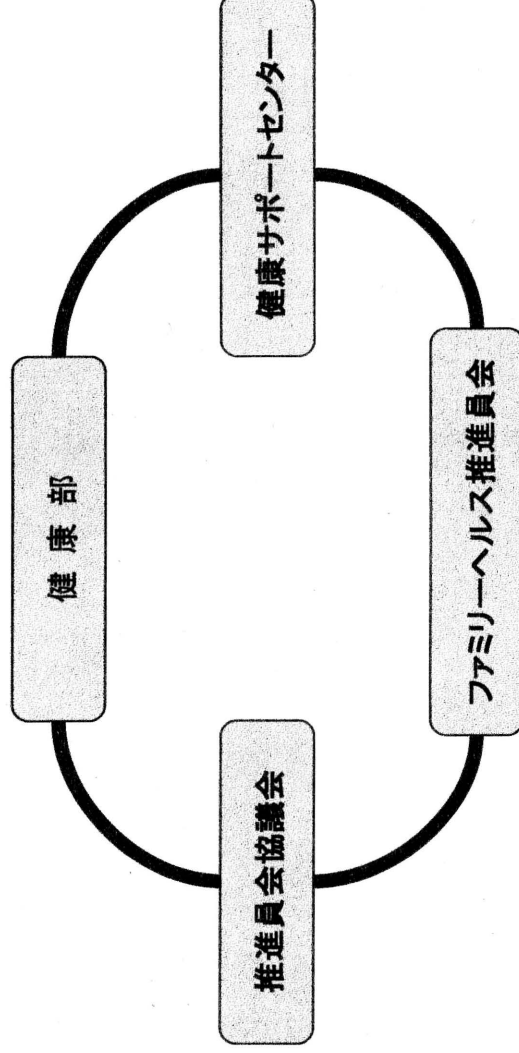 健康部
推進員会協議会
健康サポートセンター
ファミリーヘルス推進員会